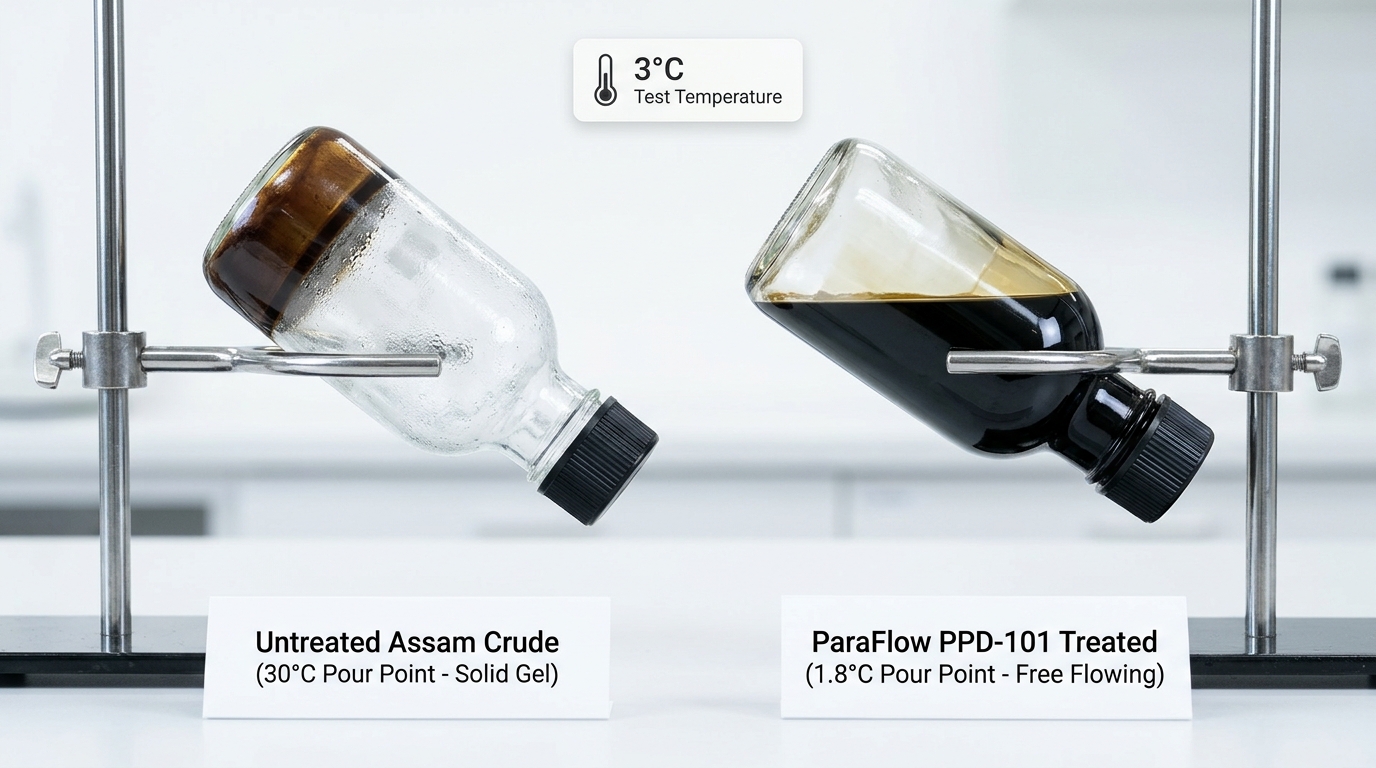 3°C
Test Temperature
Untreated Assam Crude
(30°C Pour Point - Solid Gel)
ParaFlow PPD-101 Treated
(1.8°C Pour Point - Free Flowing)